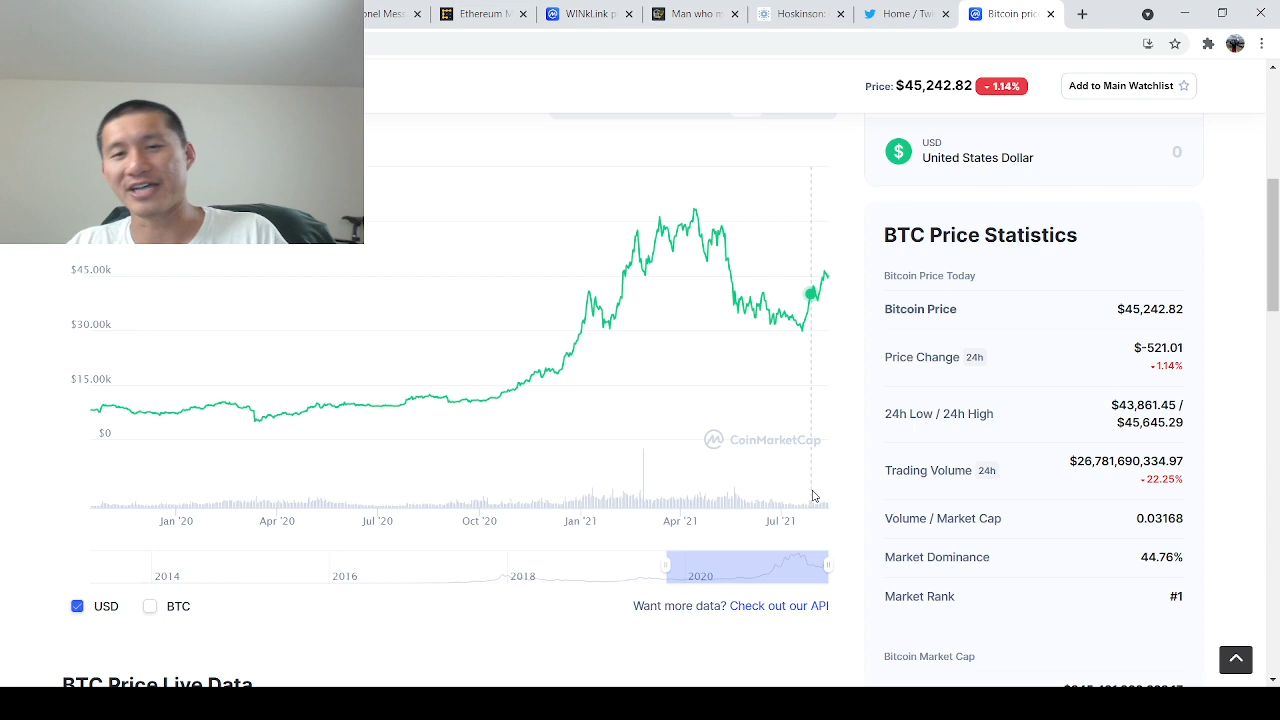 onel Mess
Ethereum M
WINkLink p
Man who m
Hoskinson:
Home / Tw
Bitcoin pric
Price: $45,242.82 1.14%
Add to Main Watchlist
USD
United States Dollar
0
$45.00k
$30.00k
$15.00k
$0
CoinMarketCap
Jan '20 Apr '20 Jul '20 Oct '20 Jan '21 Apr '21 Jul '21
2014 2016 2018 2020
USD BTC
Want more data? Check out our API
BTC Price Live Data
BTC Price Statistics
Bitcoin Price Today
Bitcoin Price $45,242.82
Price Change 24h $-521.01
1.14%
24h Low / 24h High $43,861.45 /
$45,645.29
Trading Volume 24h $26,781,690,334.97
22.25%
Volume / Market Cap 0.03168
Market Dominance 44.76%
Market Rank #1
Bitcoin Market Cap